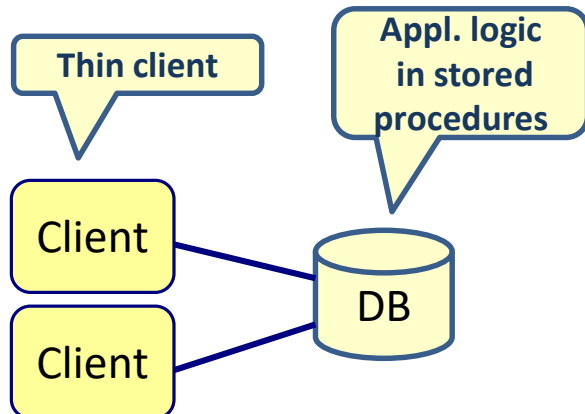 Thin client
Appl. logic
in stored
procedures
Client
DB
Client